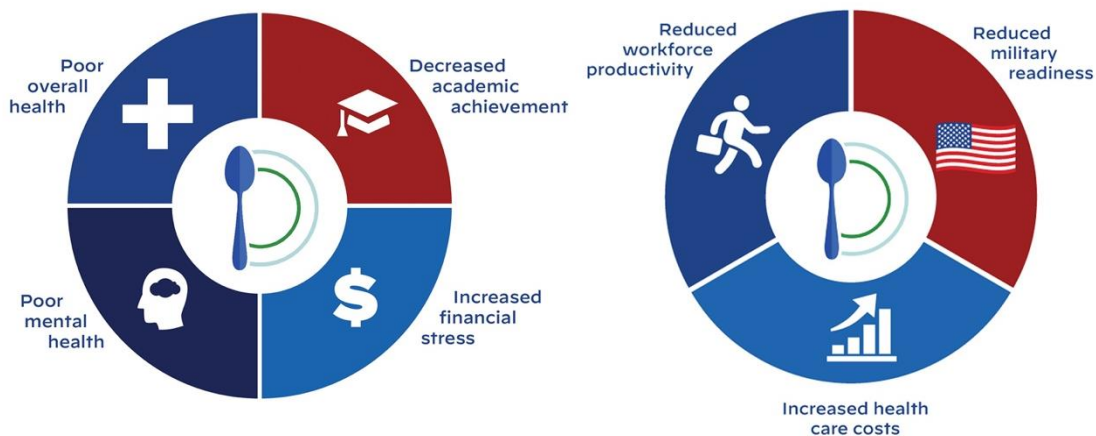 Poor
overall
health
Decreased
academic
achievement
Poor
mental
health
$
Increased
financial
stress
Reduced
workforce
productivity
Reduced
military
readiness
Increased health
care costs